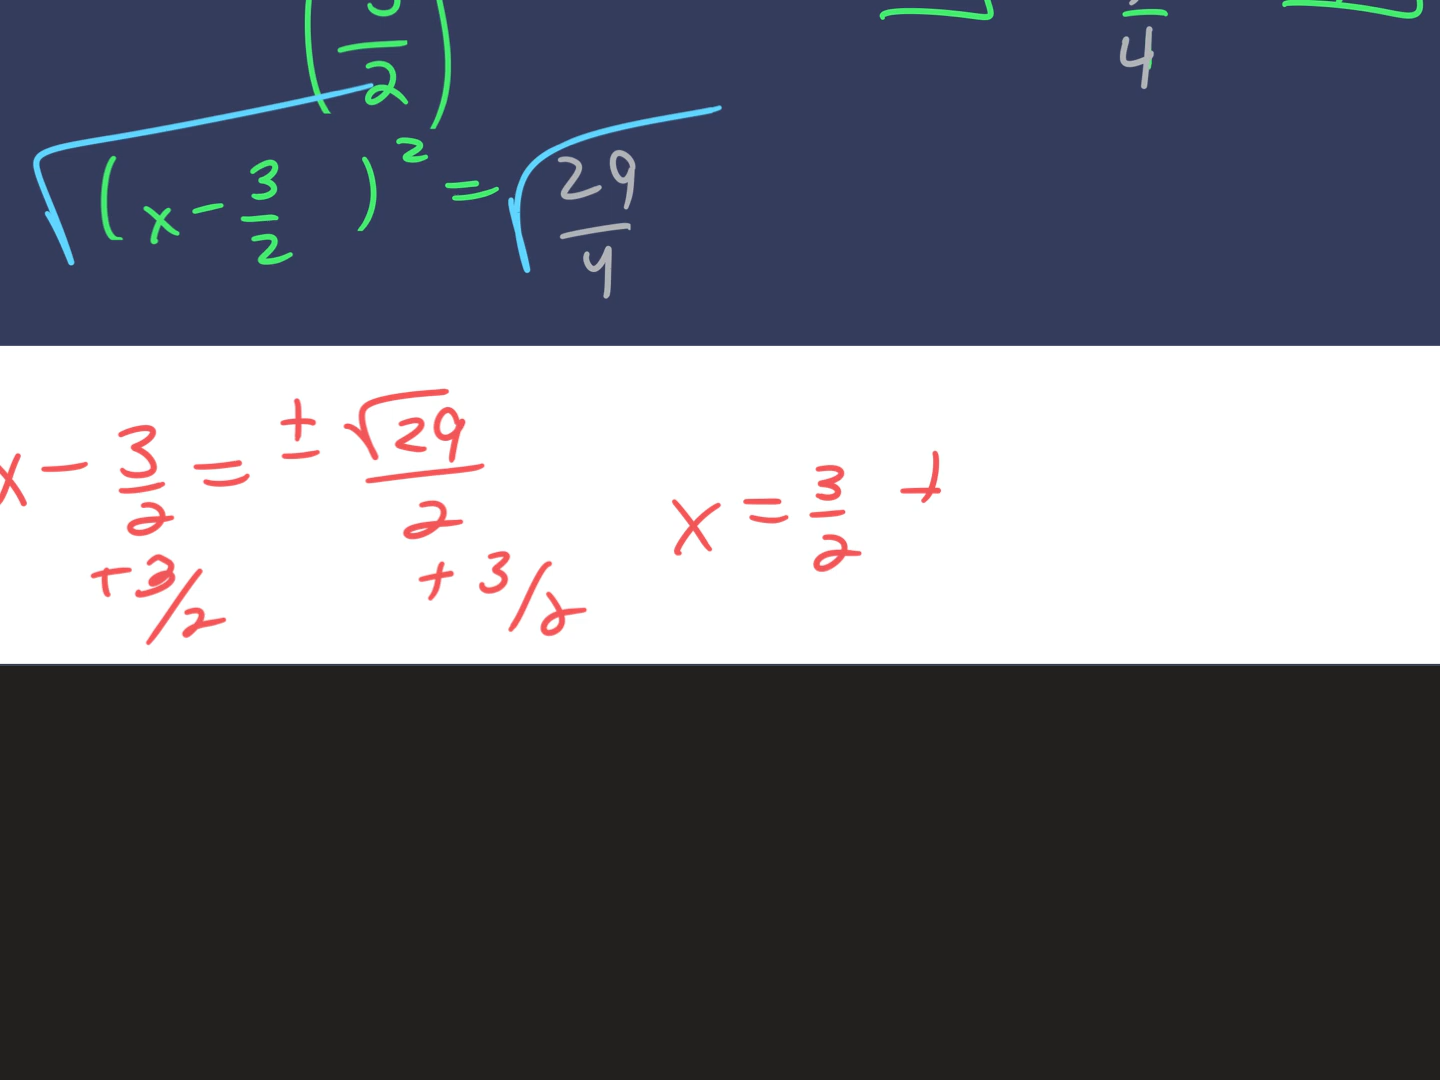 (3/2) 4
√(x - 3/2)² = √29/4
x - 3/2 = ± √29/2
+3/2 + 3/2
x = 3/2 +